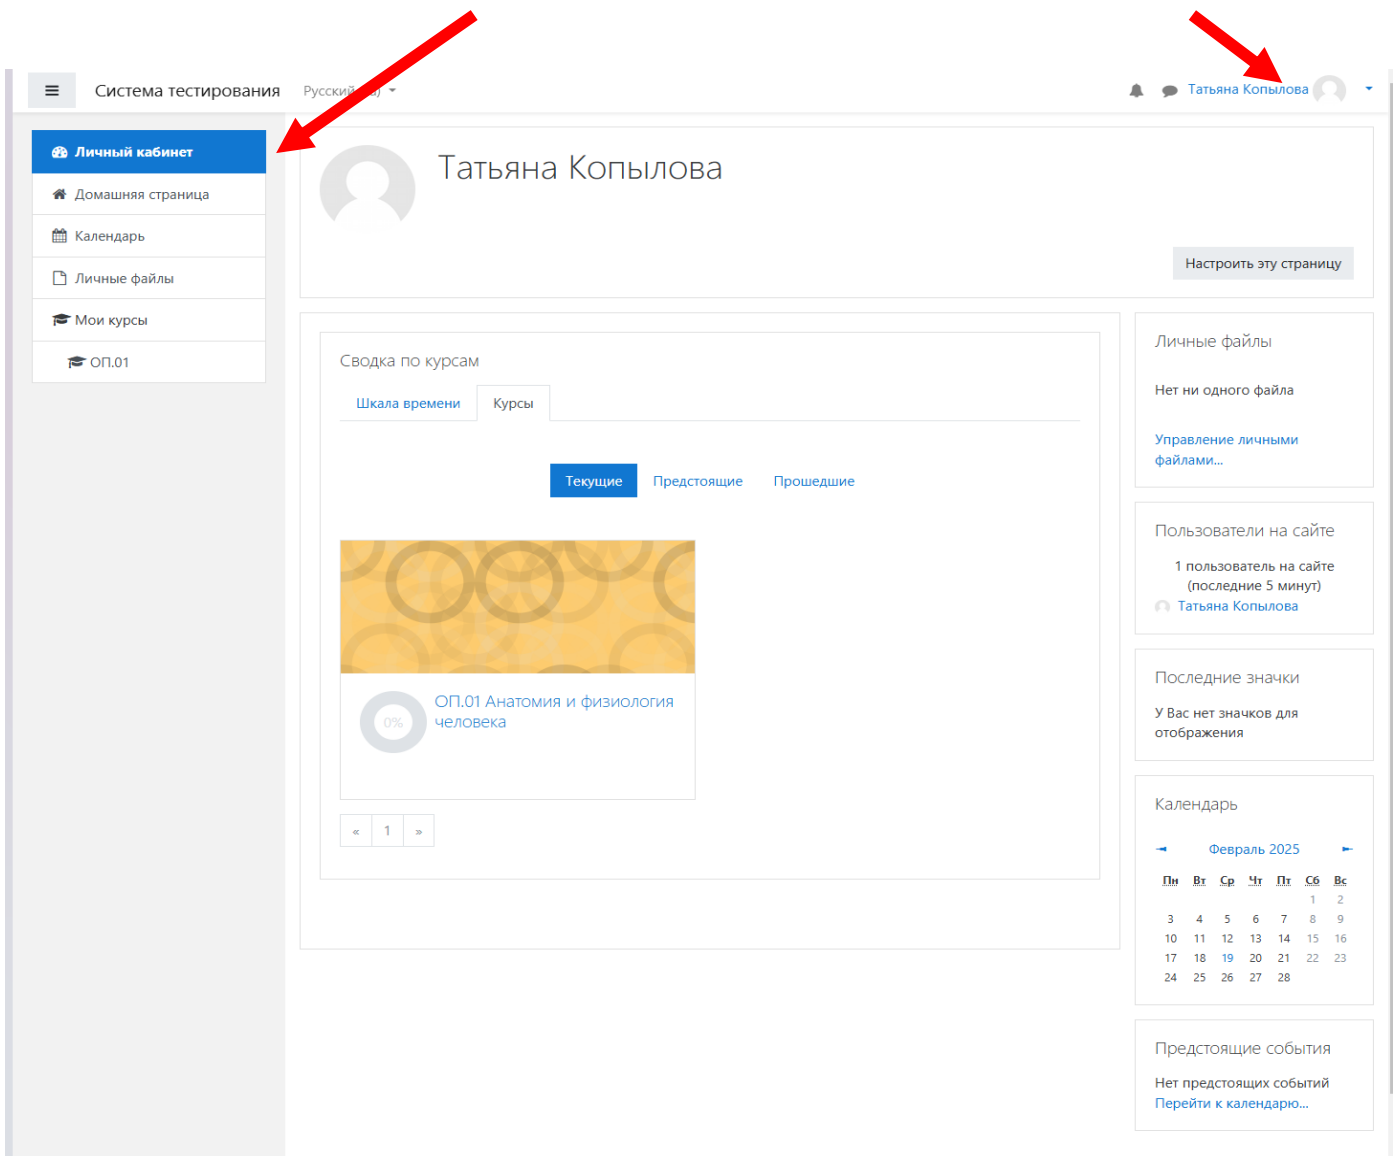 Система тестирования
Русский
Татьяна Копылова
Личный кабинет
Домашняя страница
Календарь
Личные файлы
Мои курсы
ОП.01
Татьяна Копылова
Настроить эту страницу
Сводка по курсам
Шкала времени Курсы
Текущие Предстоящие Прошедшие
0%
ОП.01 Анатомия и физиология
человека
« 1 »
Личные файлы
Нет ни одного файла
Управление личными
файлами...
Пользователи на сайте
1 пользователь на сайте
(последние 5 минут)
Татьяна Копылова
Последние значки
У Вас нет значков для
отображения
Календарь
Февраль 2025
Пн Вт Ср Чт Пт Сб Вс
1 2
3 4 5 6 7 8 9
10 11 12 13 14 15 16
17 18 19 20 21 22 23
24 25 26 27 28
Предстоящие события
Нет предстоящих событий
Перейти к календарю...